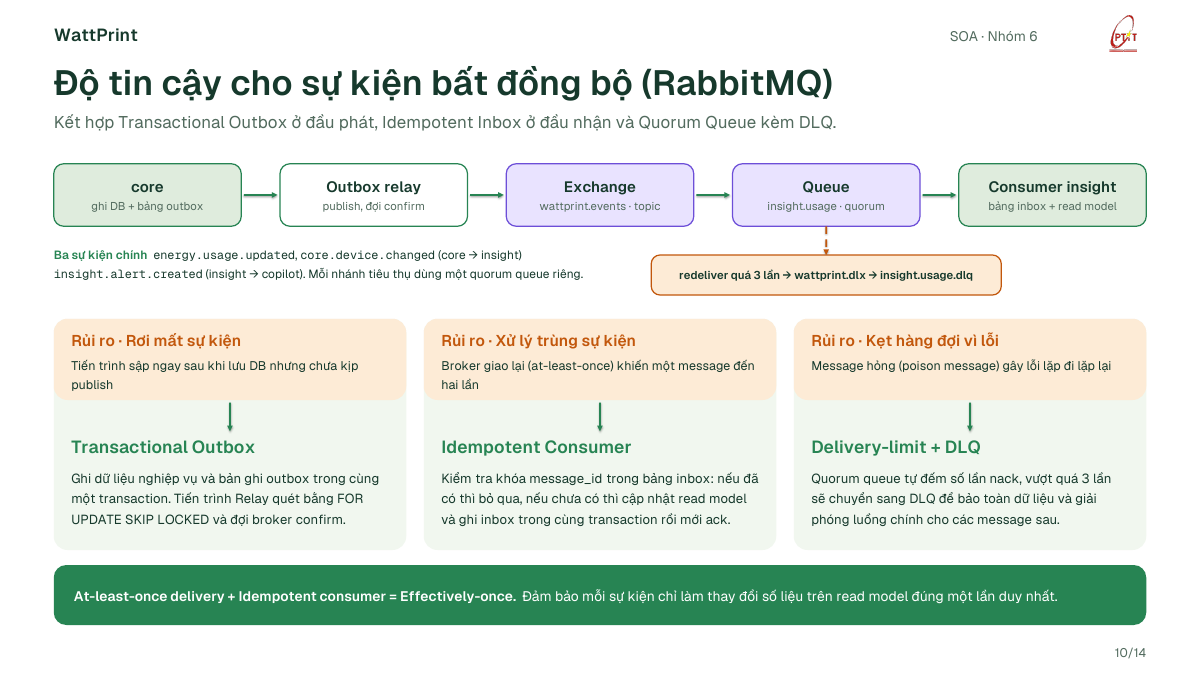 WattPrint
SOA · Nhóm 6
PTIT
Độ tin cậy cho sự kiện bất đồng bộ (RabbitMQ)
Kết hợp Transactional Outbox ở đầu phát, Idempotent Inbox ở đầu nhận và Quorum Queue kèm DLQ.
core
ghi DB + bảng outbox
Outbox relay
publish, đợi confirm
Exchange
wattprint.events · topic
Queue
insight.usage · quorum
Consumer insight
bảng inbox + read model
Ba sự kiện chính energy.usage.updated, core.device.changed (core → insight)
insight.alert.created (insight → copilot). Mỗi nhánh tiêu thụ dùng một quorum queue riêng.
redeliver quá 3 lần → wattprint.dlx → insight.usage.dlq
Rủi ro · Rơi mất sự kiện
Tiến trình sập ngay sau khi lưu DB nhưng chưa kịp
publish
Transactional Outbox
Ghi dữ liệu nghiệp vụ và bản ghi outbox trong cùng
một transaction. Tiến trình Relay quét bằng FOR
UPDATE SKIP LOCKED và đợi broker confirm.
Rủi ro · Xử lý trùng sự kiện
Broker giao lại (at-least-once) khiến một message đến
hai lần
Idempotent Consumer
Kiểm tra khóa message_id trong bảng inbox: nếu đã
có thì bỏ qua, nếu chưa có thì cập nhật read model
và ghi inbox trong cùng transaction rồi mới ack.
Rủi ro · Kẹt hàng đợi vì lỗi
Message hỏng (poison message) gây lỗi lặp đi lặp lại
Delivery-limit + DLQ
Quorum queue tự đếm số lần nack, vượt quá 3 lần
sẽ chuyển sang DLQ để bảo toàn dữ liệu và giải
phóng luồng chính cho các message sau.
At-least-once delivery + Idempotent consumer = Effectively-once. Đảm bảo mỗi sự kiện chỉ làm thay đổi số liệu trên read model đúng một lần duy nhất.
10/14